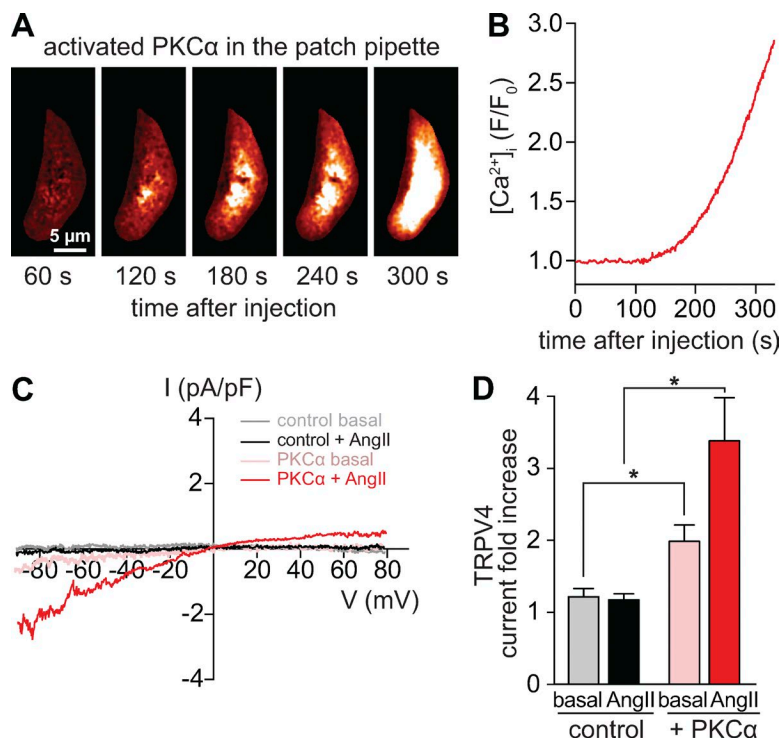 A
activated PKCα in the patch pipette
5 µm
60 s 120 s 180 s 240 s 300 s
time after injection
B
[Ca²⁺]ᵢ (F/F₀)
3.0
2.5
2.0
1.5
1.0
0 100 200 300
time after injection (s)
C
I (pA/pF)
4
2
-2
-4
control basal
control + AngII
PKCα basal
PKCα + AngII
-80 -60 -40 -20 20 40 60 80
V (mV)
D
TRPV4
current fold increase
4
3
2
1
0
*
*
basal AngII basal AngII
control + PKCα